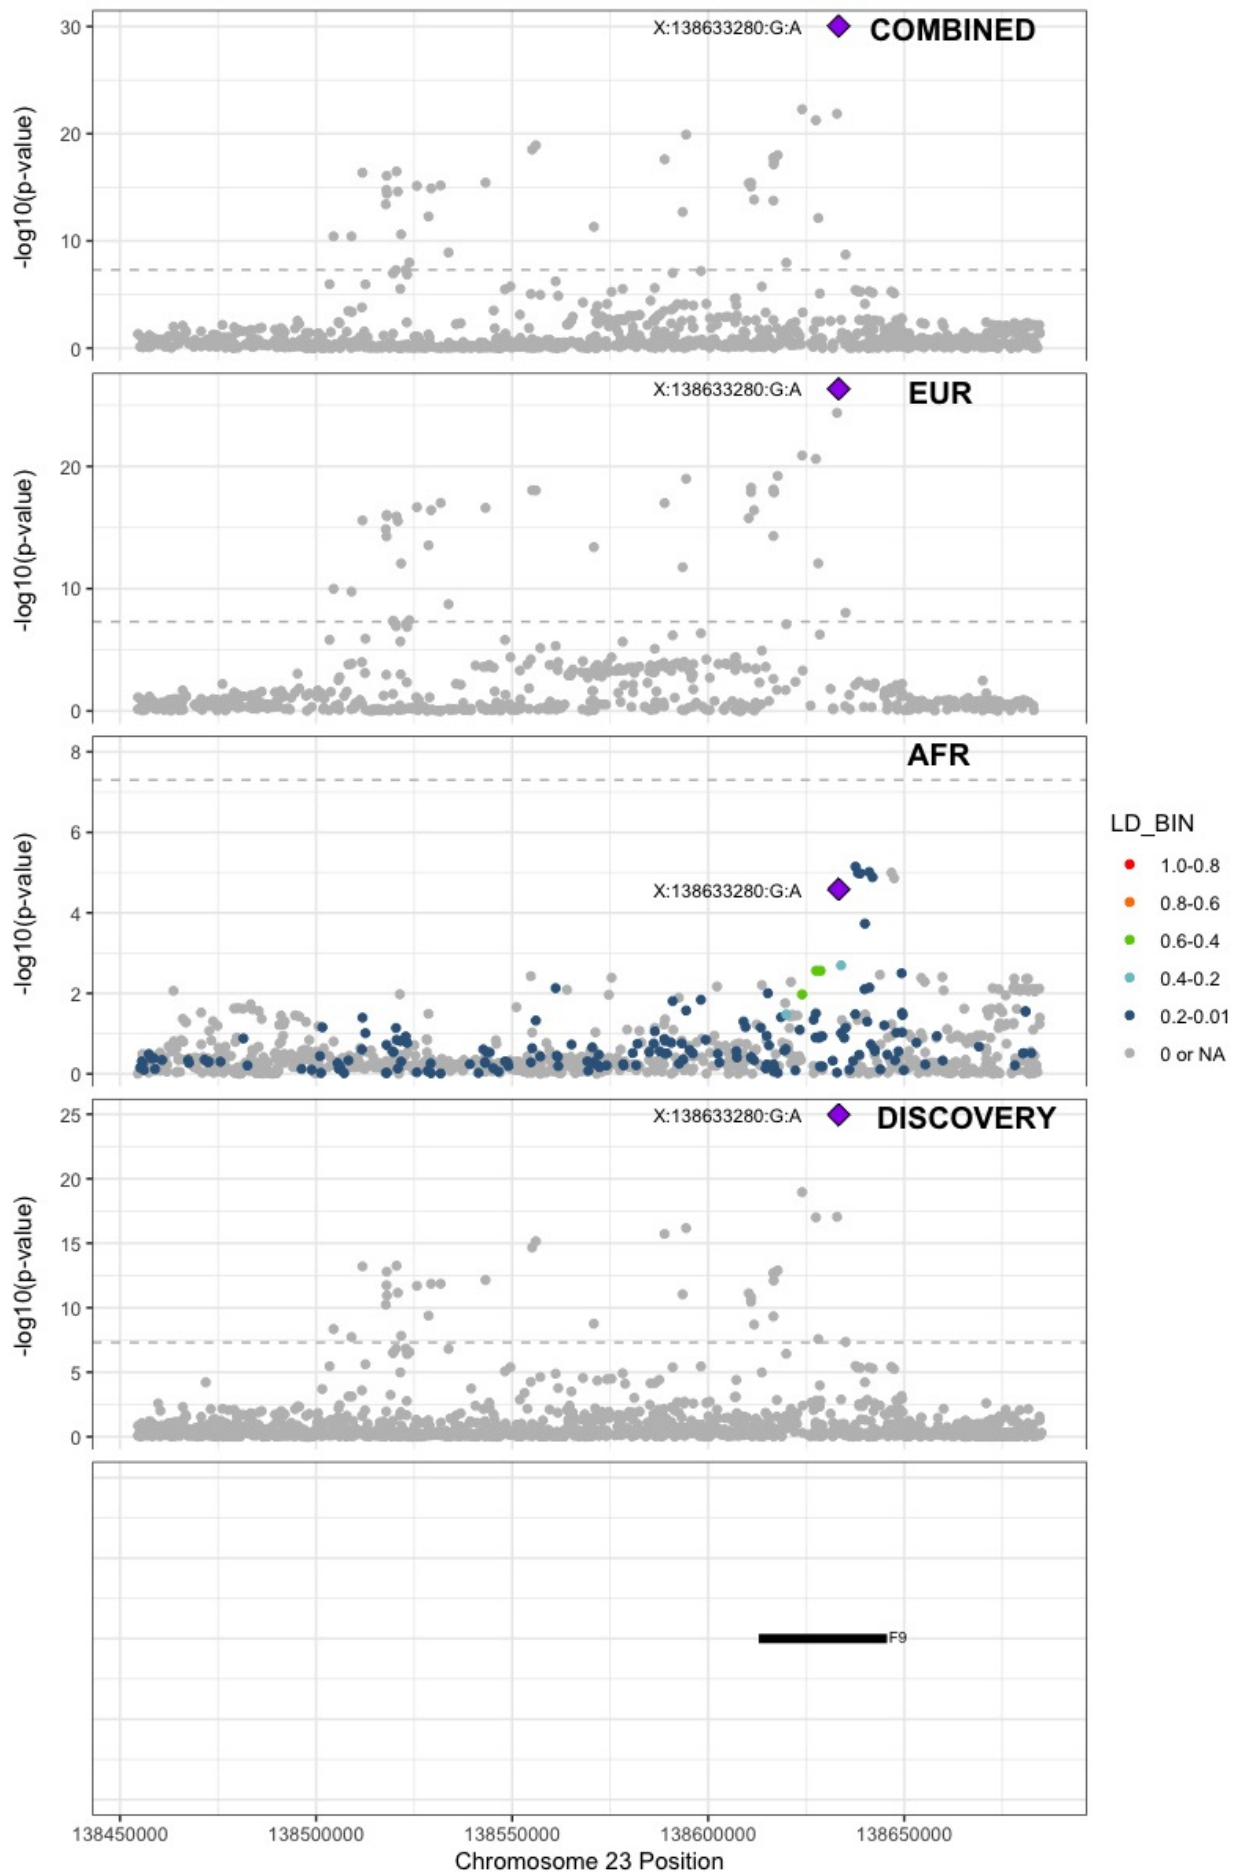 X:138633280:G:A COMBINED
30
20
10
0
-log10(p-value)
X:138633280:G:A EUR
20
10
0
-log10(p-value)
AFR
8
6
X:138633280:G:A
4
2
0
-log10(p-value)
LD_BIN
1.0-0.8
0.8-0.6
0.6-0.4
0.4-0.2
0.2-0.01
0 or NA
X:138633280:G:A DISCOVERY
25
20
15
10
5
0
-log10(p-value)
F9
138450000 138500000 138550000 138600000 138650000
Chromosome 23 Position